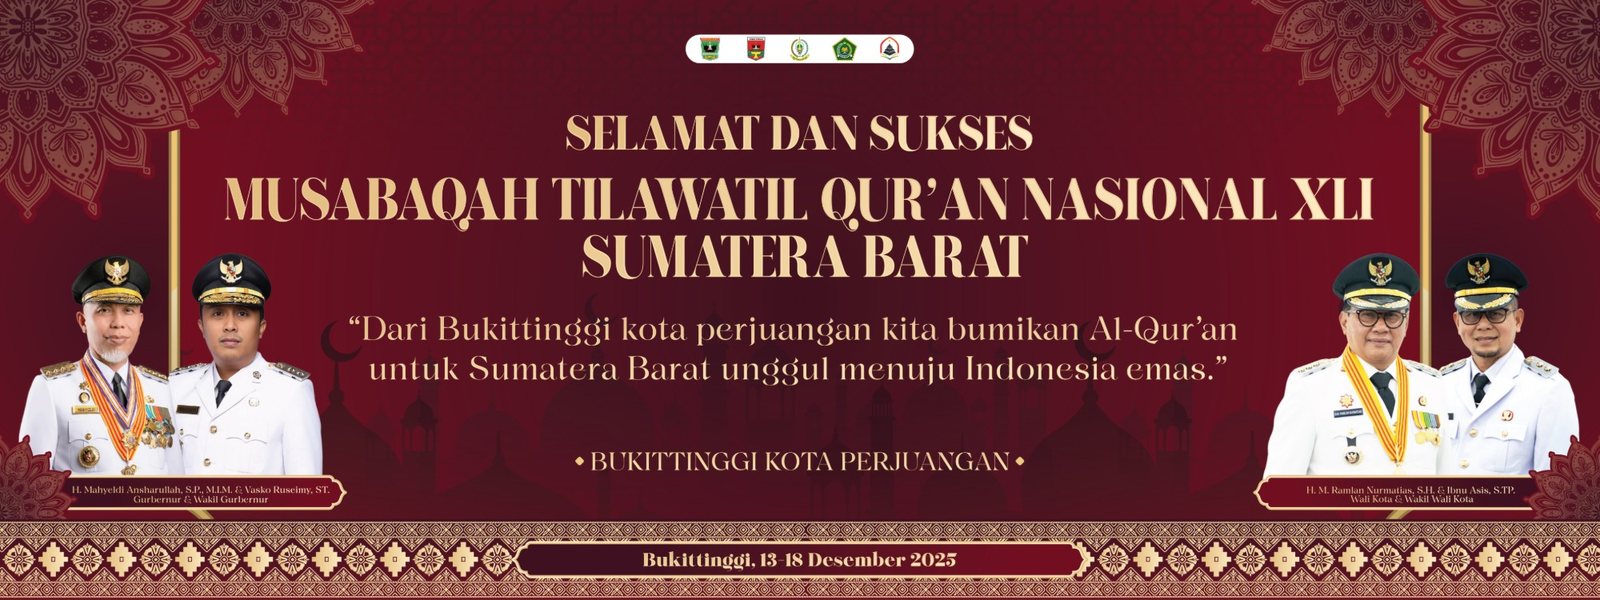 SELAMAT DAN SUKSES
MUSABAQAH TILAWATIL QUR'AN NASIONAL XLI
SUMATERA BARAT
“Dari Bukittinggi kota perjuangan kita bumikan Al-Qur’an
untuk Sumatera Barat unggul menuju Indonesia emas.”
• BUKITTINGGI KOTA PERJUANGAN •
H. Mahyeldi Ansharullah, S.P., M.I.M. & Vasko Ruseimy, ST.
Gurbernur & Wakil Gurbernur
H. M. Ramlan Nurmatias, S.H. & Ibnu Asis, S.TP.
Wali Kota & Wakil Wali Kota
Bukittinggi, 13-18 Desember 2025